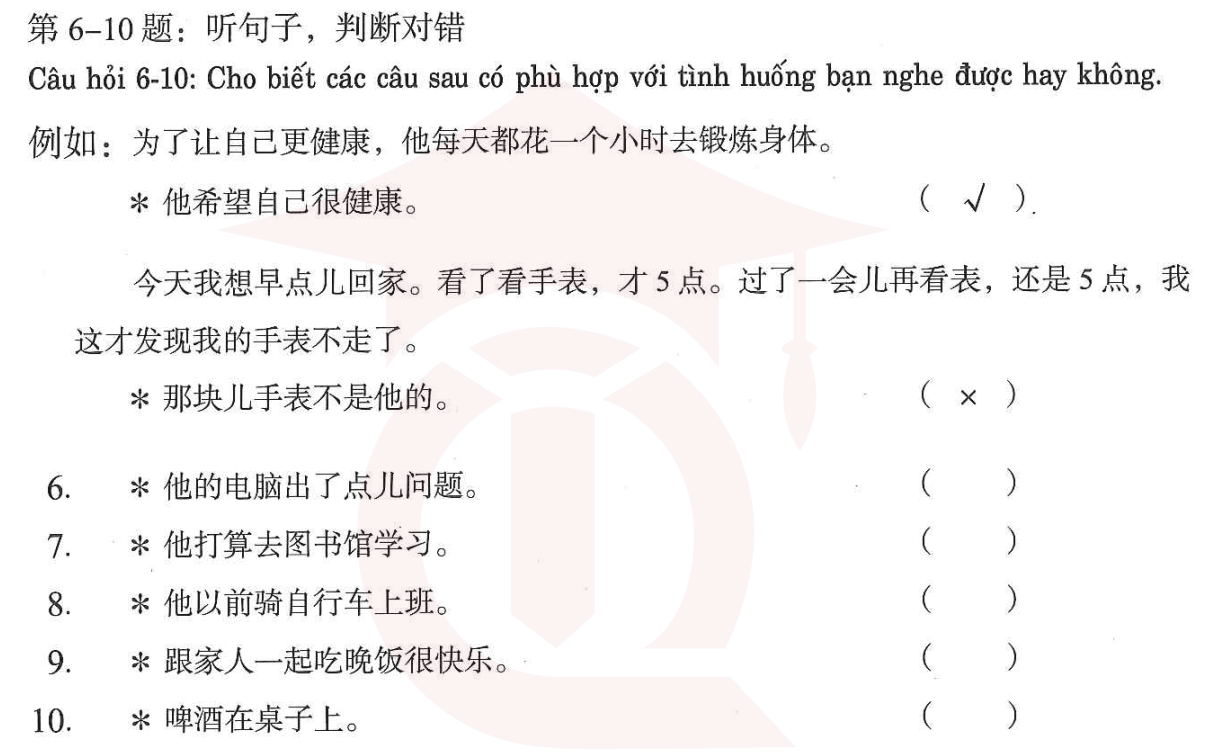 第 6–10 题：听句子，判断对错
Câu hỏi 6-10: Cho biết các câu sau có phù hợp với tình huống bạn nghe được hay không.
例如：为了让自己更健康，他每天都花一个小时去锻炼身体。
＊ 他希望自己很健康。 （ √ ）
今天我想早点儿回家。看了看手表，才 5 点。过了一会儿再看表，还是 5 点，我
这才发现我的手表不走了。
＊ 那块儿手表不是他的。 （ × ）
6. ＊ 他的电脑出了点儿问题。 （ ）
7. ＊ 他打算去图书馆学习。 （ ）
8. ＊ 他以前骑自行车上班。 （ ）
9. ＊ 跟家人一起吃晚饭很快乐。 （ ）
10. ＊ 啤酒在桌子上。 （ ）